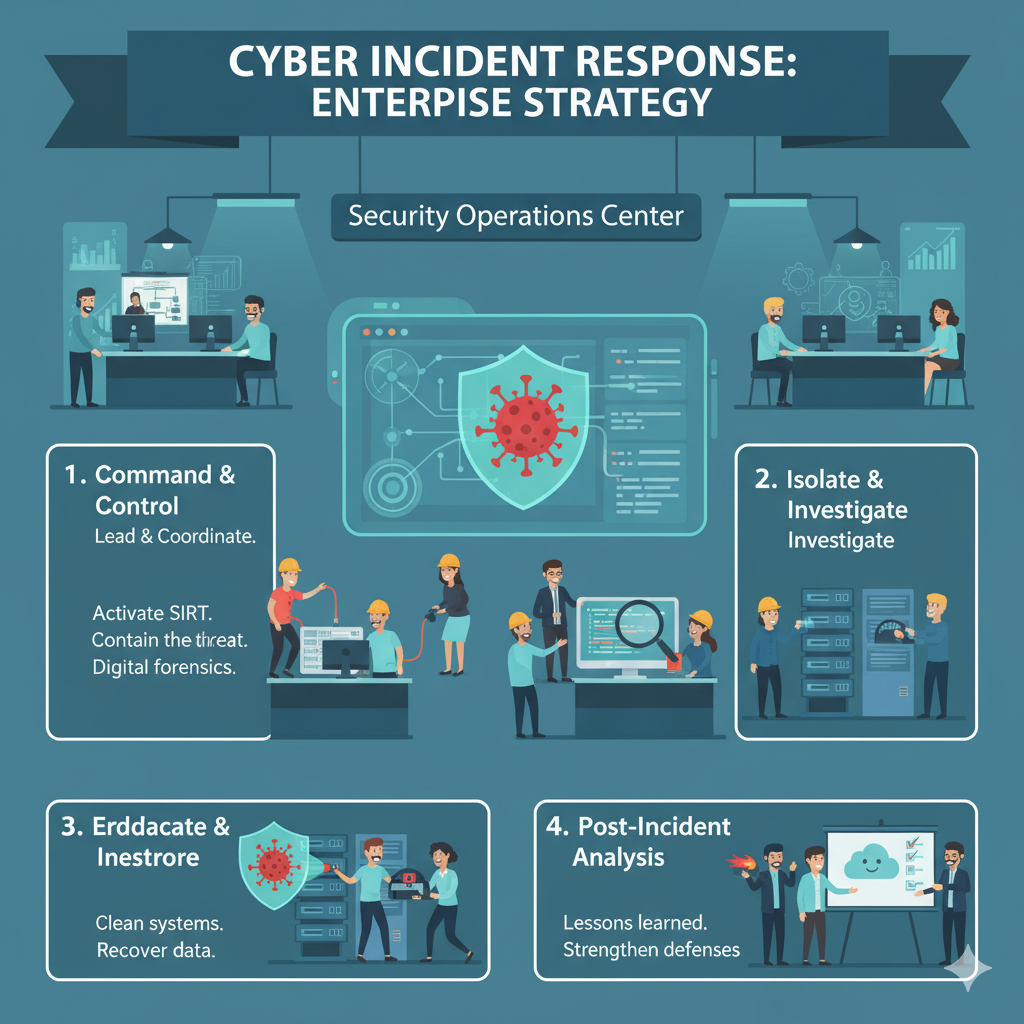 CYBER INCIDENT RESPONSE:
ENTERPISE STRATEGY
Security Operations Center
1. Command &
Control
Lead & Coordinate.
Activate SIRT.
Contain the threat.
Digital forensics.
2. Isolate &
Investigate
Investigate
3. Erddacate &
Inestrore
Clean systems.
Recover data.
4. Post-Incident
Analysis
Lessons learned.
Strengthen defenses